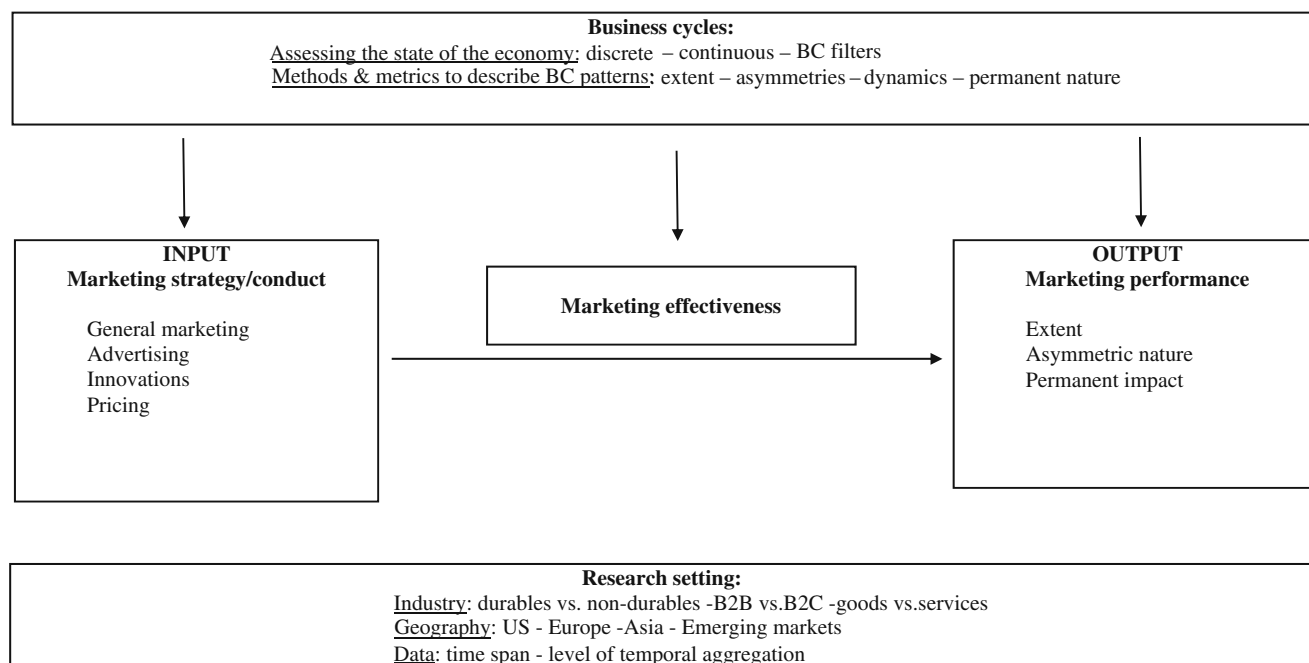 Business cycles:
Assessing the state of the economy: discrete – continuous – BC filters
Methods & metrics to describe BC patterns: extent – asymmetries – dynamics – permanent nature
INPUT
Marketing strategy/conduct
General marketing
Advertising
Innovations
Pricing
Marketing effectiveness
OUTPUT
Marketing performance
Extent
Asymmetric nature
Permanent impact
Research setting:
Industry: durables vs. non-durables -B2B vs.B2C -goods vs.services
Geography: US - Europe -Asia - Emerging markets
Data: time span - level of temporal aggregation